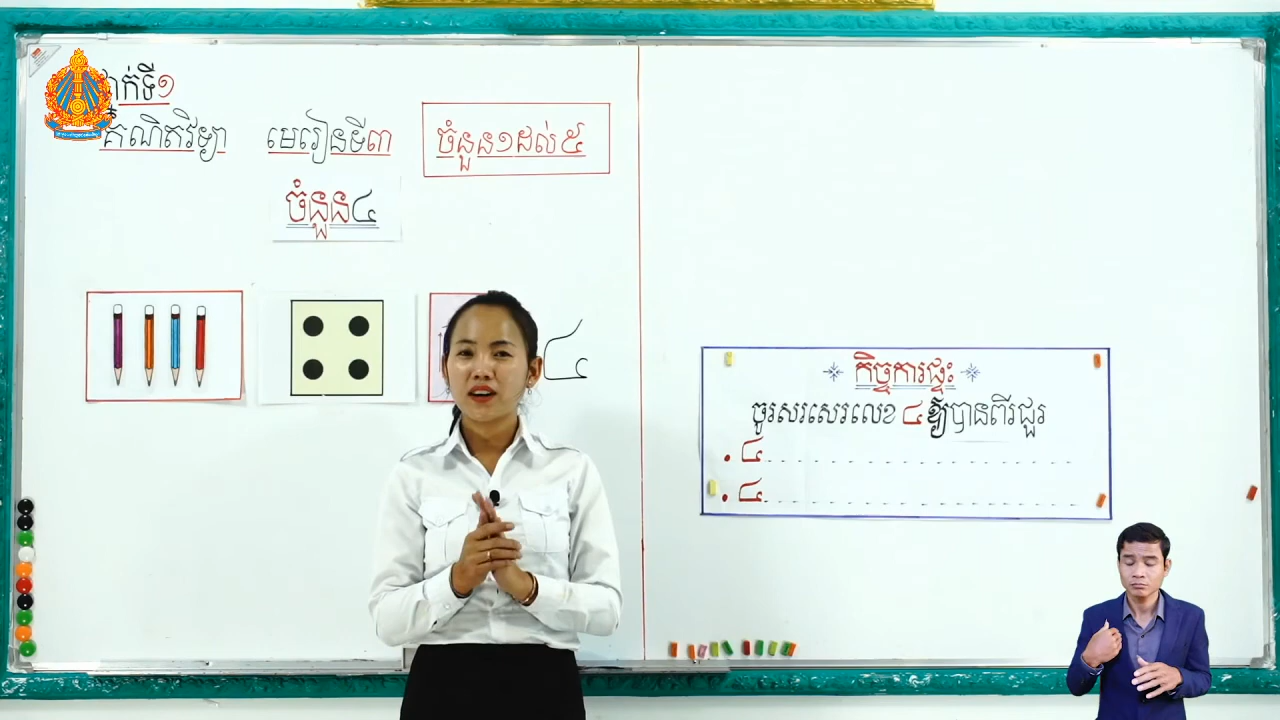 ថ្នាក់ទី១
គណិតវិទ្យា មេរៀនទី៣ ចំនួន១ដល់៥
ចំនួន៤
៤
កិច្ចការផ្ទះ
ចូរសរសេរលេខ ៤ ឱ្យបានពីរជួរ
• ៤
• ៤